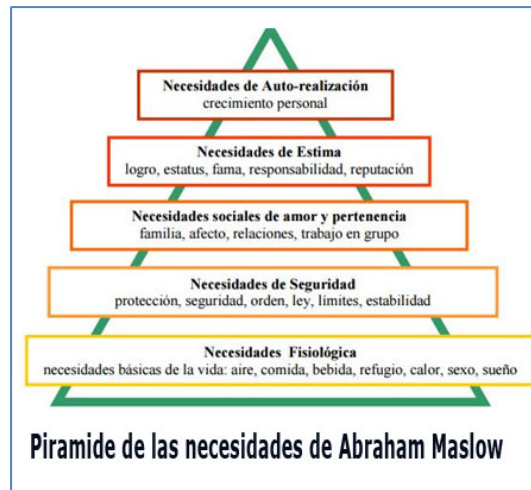 Necesidades de Auto-realización
crecimiento personal
Necesidades de Estima
logro, estatus, fama, responsabilidad, reputación
Necesidades sociales de amor y pertenencia
familia, afecto, relaciones, trabajo en grupo
Necesidades de Seguridad
protección, seguridad, orden, ley, límites, estabilidad
Necesidades Fisiológica
necesidades básicas de la vida: aire, comida, bebida, refugio, calor, sexo, sueño
Piramide de las necesidades de Abraham Maslow